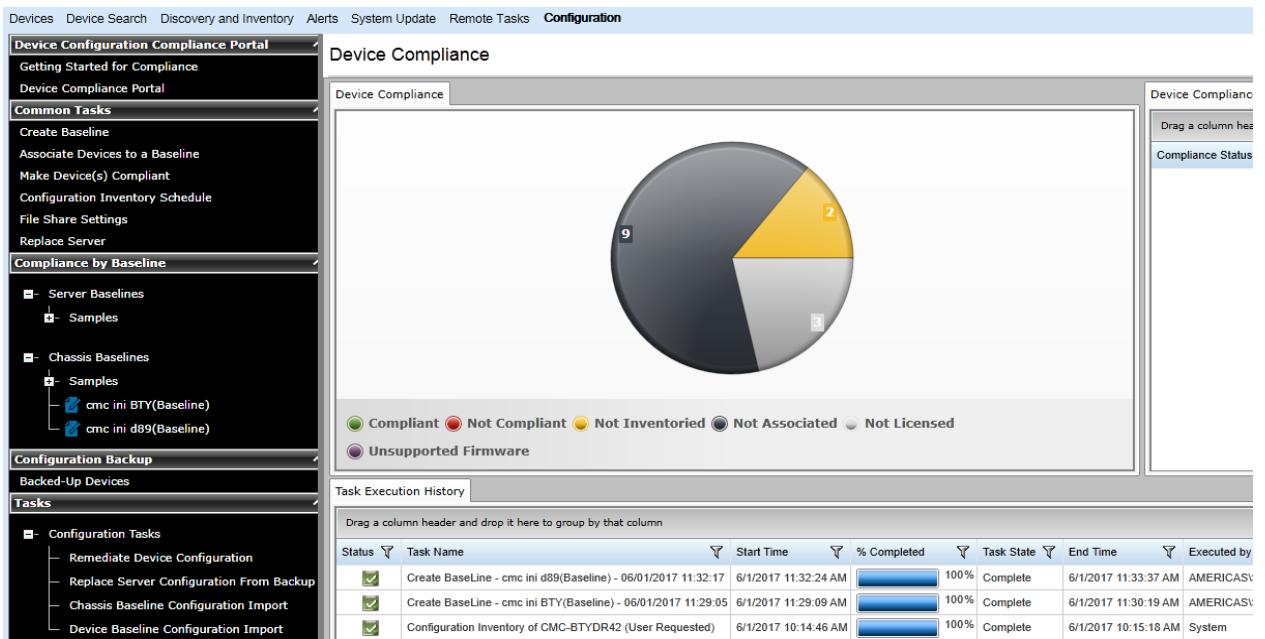 Devices Device Search Discovery and Inventory Alerts System Update Remote Tasks Configuration
Device Configuration Compliance Portal
Getting Started for Compliance
Device Compliance Portal
Common Tasks
Create Baseline
Associate Devices to a Baseline
Make Device(s) Compliant
Configuration Inventory Schedule
File Share Settings
Replace Server
Compliance by Baseline
Server Baselines
Samples
Chassis Baselines
Samples
cmc ini BTY(Baseline)
cmc ini d89(Baseline)
Configuration Backup
Backed-Up Devices
Tasks
Configuration Tasks
Remediate Device Configuration
Replace Server Configuration From Backup
Chassis Baseline Configuration Import
Device Baseline Configuration Import
Device Compliance
Device Compliance
2
9
3
Compliant Not Compliant Not Inventoried Not Associated Not Licensed
Unsupported Firmware
Device Complianc
Drag a column hea
Compliance Status
Task Execution History
Drag a column header and drop it here to group by that column
Status Task Name Start Time % Completed Task State End Time Executed by
Create BaseLine - cmc ini d89(Baseline) - 06/01/2017 11:32:17 6/1/2017 11:32:24 AM 100% Complete 6/1/2017 11:33:37 AM AMERICAS\
Create BaseLine - cmc ini BTY(Baseline) - 06/01/2017 11:29:05 6/1/2017 11:29:09 AM 100% Complete 6/1/2017 11:30:19 AM AMERICAS\
Configuration Inventory of CMC-BTYDR42 (User Requested) 6/1/2017 10:14:46 AM 100% Complete 6/1/2017 10:15:18 AM System